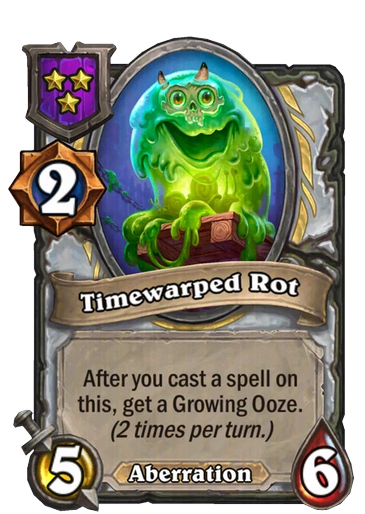 2
Timewarped Rot
After you cast a spell on
this, get a Growing Ooze.
(2 times per turn.)
5
Aberration
6